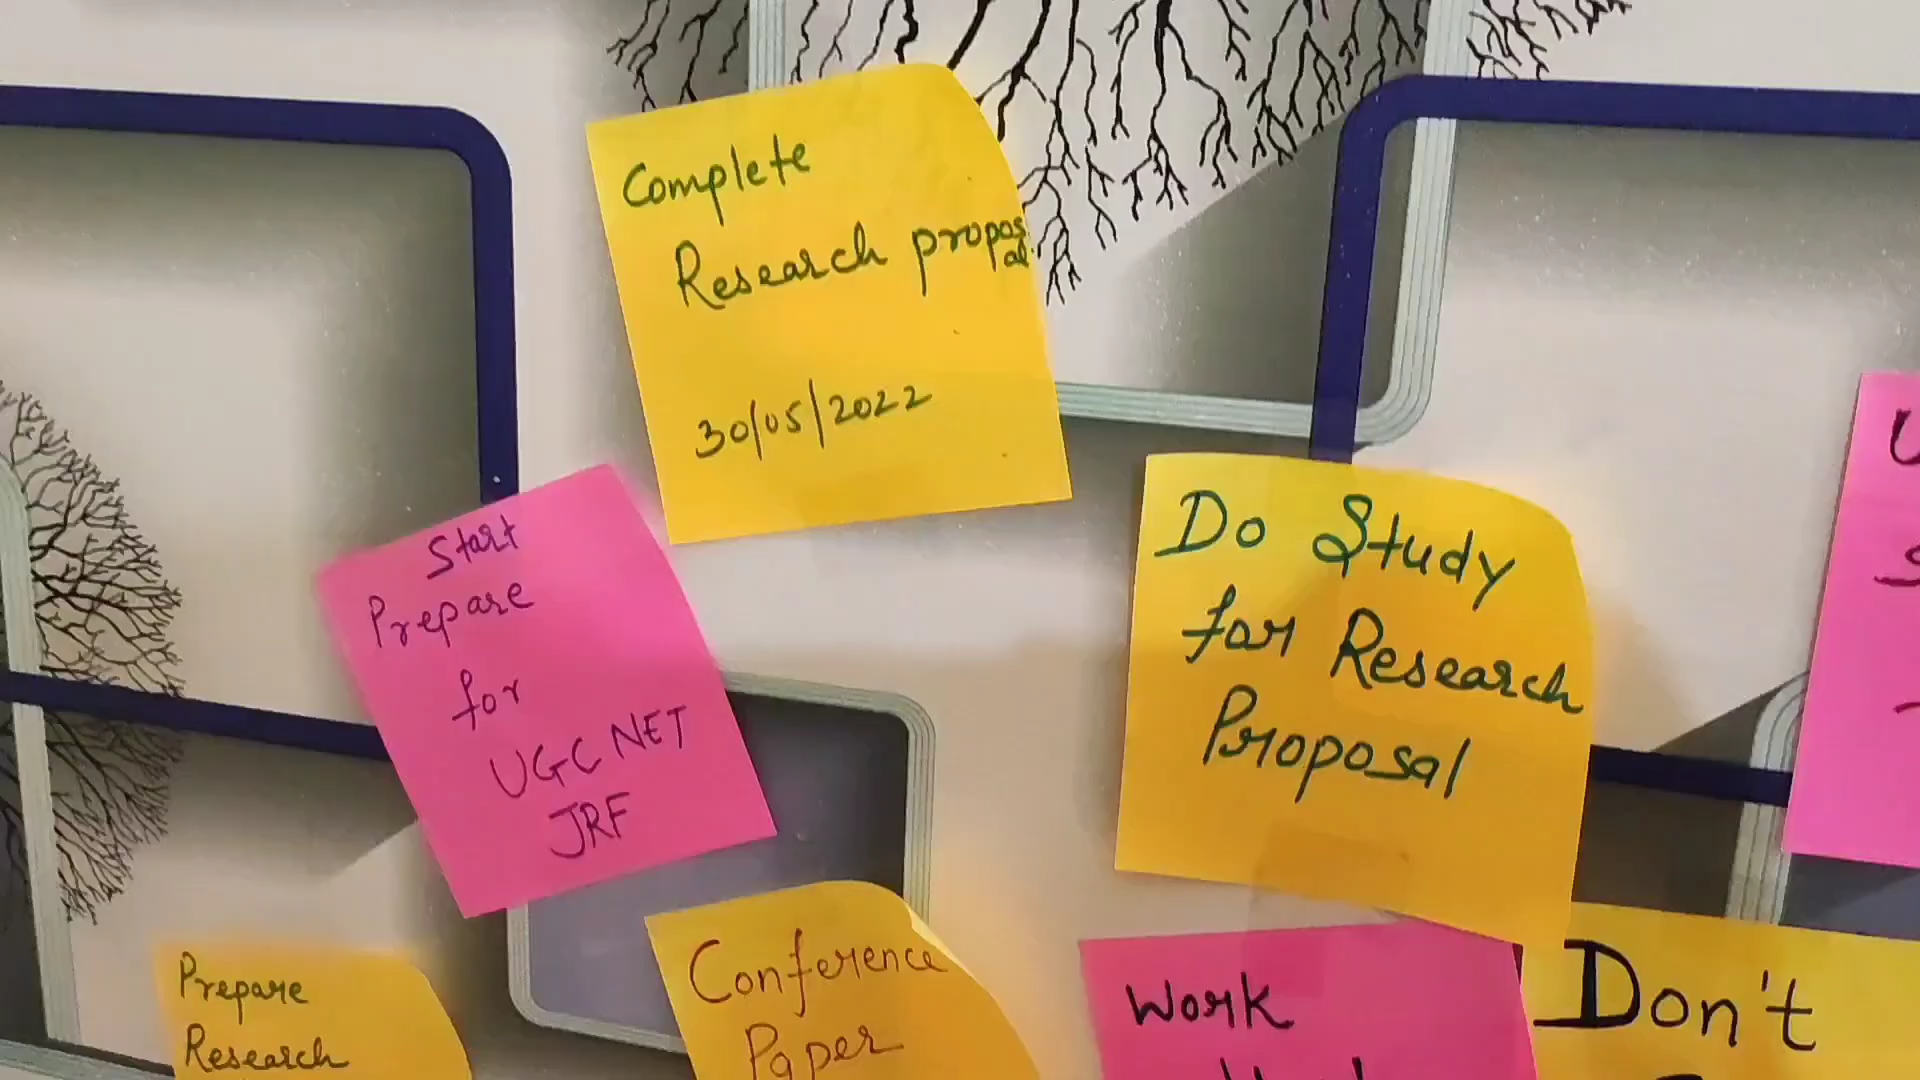 Complete
Research propos
al.
30/05/2022
Start
Prepare
for
UGC NET
JRF
Do Study
for Research
Proposal
Prepare
Research
Conference
Paper
Work
Don't